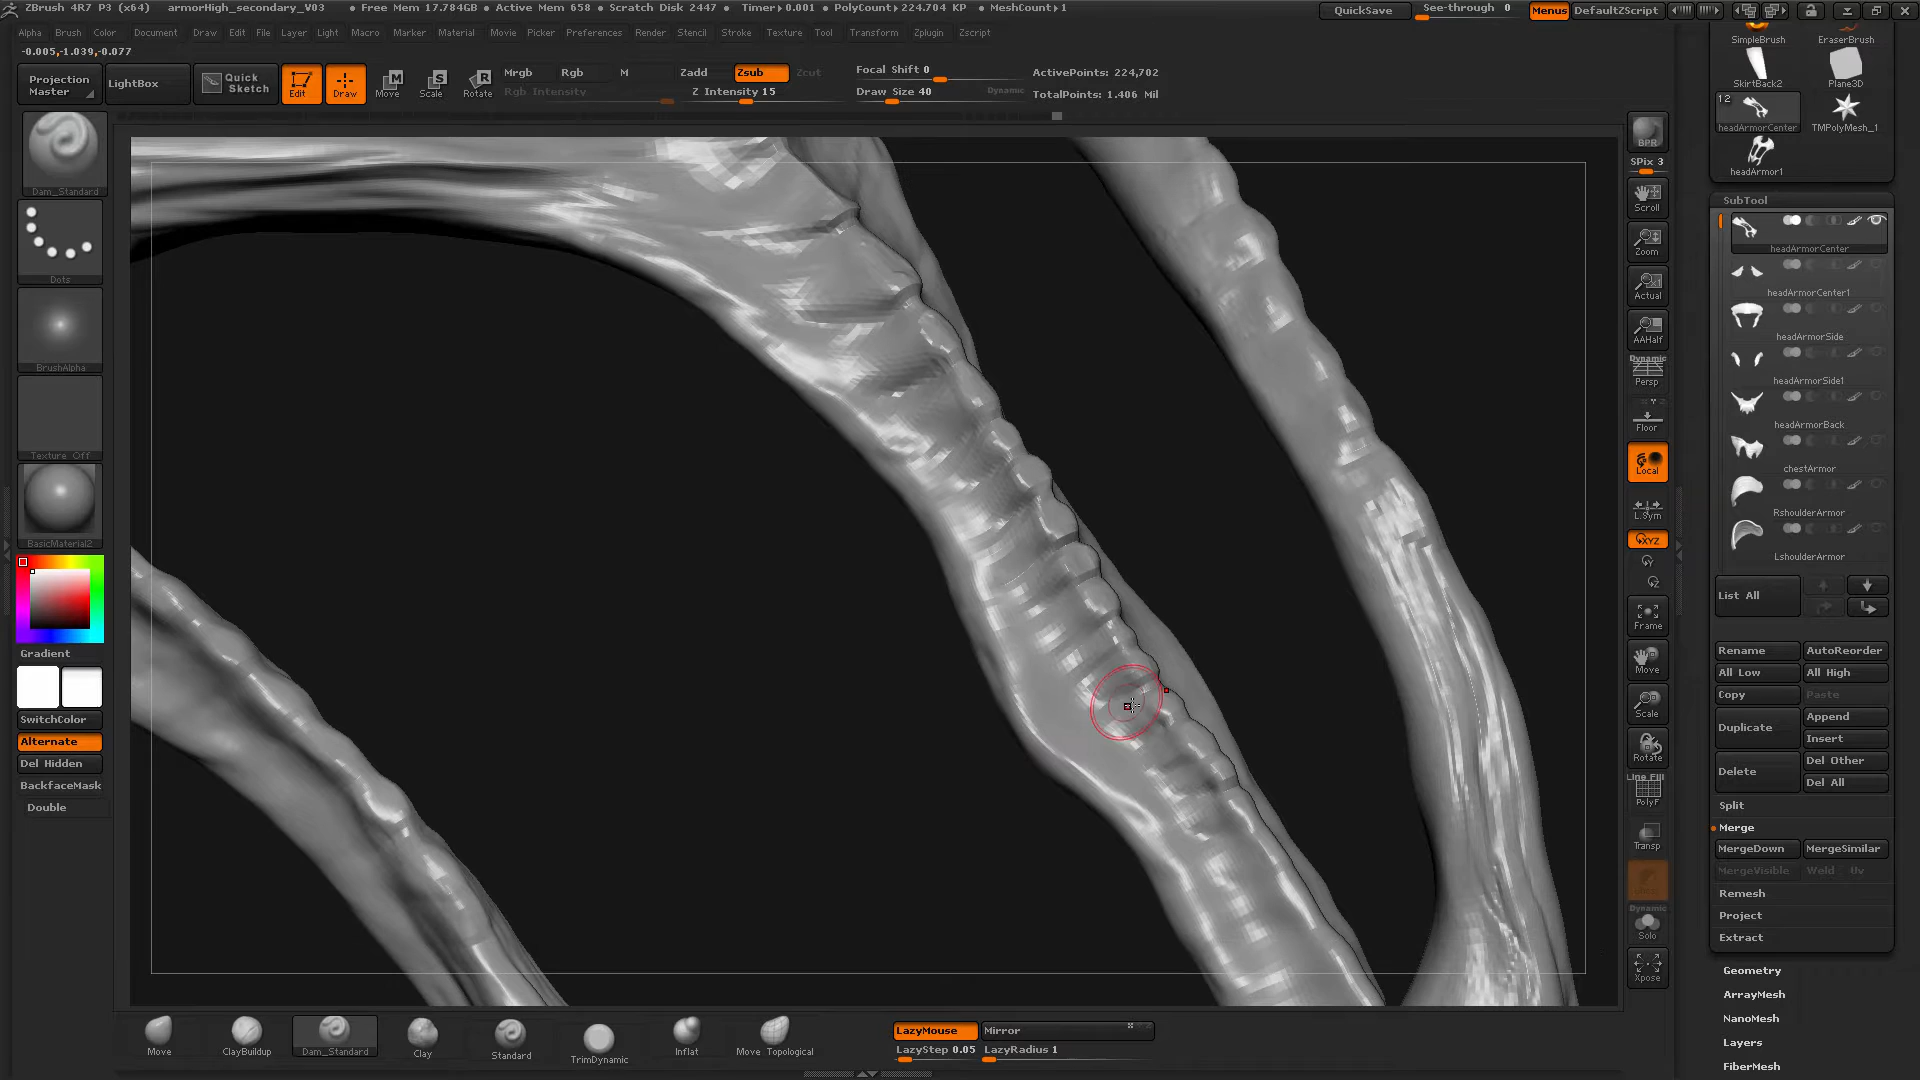 ZBrush 4R7 P3 (x64) armorHigh_secondary_V03 • Free Mem 17.784GB • Active Mem 658 • Scratch Disk 2447 • Timer▸0.001 • PolyCount▸224.704 KP • MeshCount▸1
QuickSave See-through 0 Menus DefaultZScript
Alpha Brush Color Document Draw Edit File Layer Light Macro Marker Material Movie Picker Preferences Render Stencil Stroke Texture Tool Transform Zplugin Zscript
-0.005,-1.039,-0.077
Projection Master
LightBox
Quick Sketch
Edit Draw Move Scale Rotate
Mrgb Rgb M Zadd Zsub Zcut
Rgb Intensity Z Intensity 15
Focal Shift 0
Draw Size 40 Dynamic
ActivePoints: 224,702
TotalPoints: 1.406 Mil
Dam_Standard
Dots
BrushAlpha
Texture Off
BasicMaterial2
Gradient
SwitchColor
Alternate
Del Hidden
BackfaceMask
Double
BPR
SPix 3
Scroll
Zoom
Actual
AAHalf
Dynamic
Persp
Floor
Local
L.Sym
XYZ
Y
Z
Frame
Move
Scale
Rotate
Line Fill
PolyF
Transp
Dynamic
Solo
Xpose
SimpleBrush EraserBrush
SkirtBack2 Plane3D
12
headArmorCenter TMPolyMesh_1
headArmor1
SubTool
headArmorCenter
headArmorCenter1
headArmorSide
headArmorSide1
headArmorBack
chestArmor
RshoulderArmor
LshoulderArmor
List All
Rename AutoReorder
All Low All High
Copy Paste
Duplicate Append
Insert
Delete Del Other
Del All
Split
Merge
MergeDown MergeSimilar
MergeVisible Weld Uv
Remesh
Project
Extract
Geometry
ArrayMesh
NanoMesh
Layers
FiberMesh
Move ClayBuildup Dam_Standard Clay Standard TrimDynamic Inflat Move Topological
LazyMouse Mirror
LazyStep 0.05 LazyRadius 1